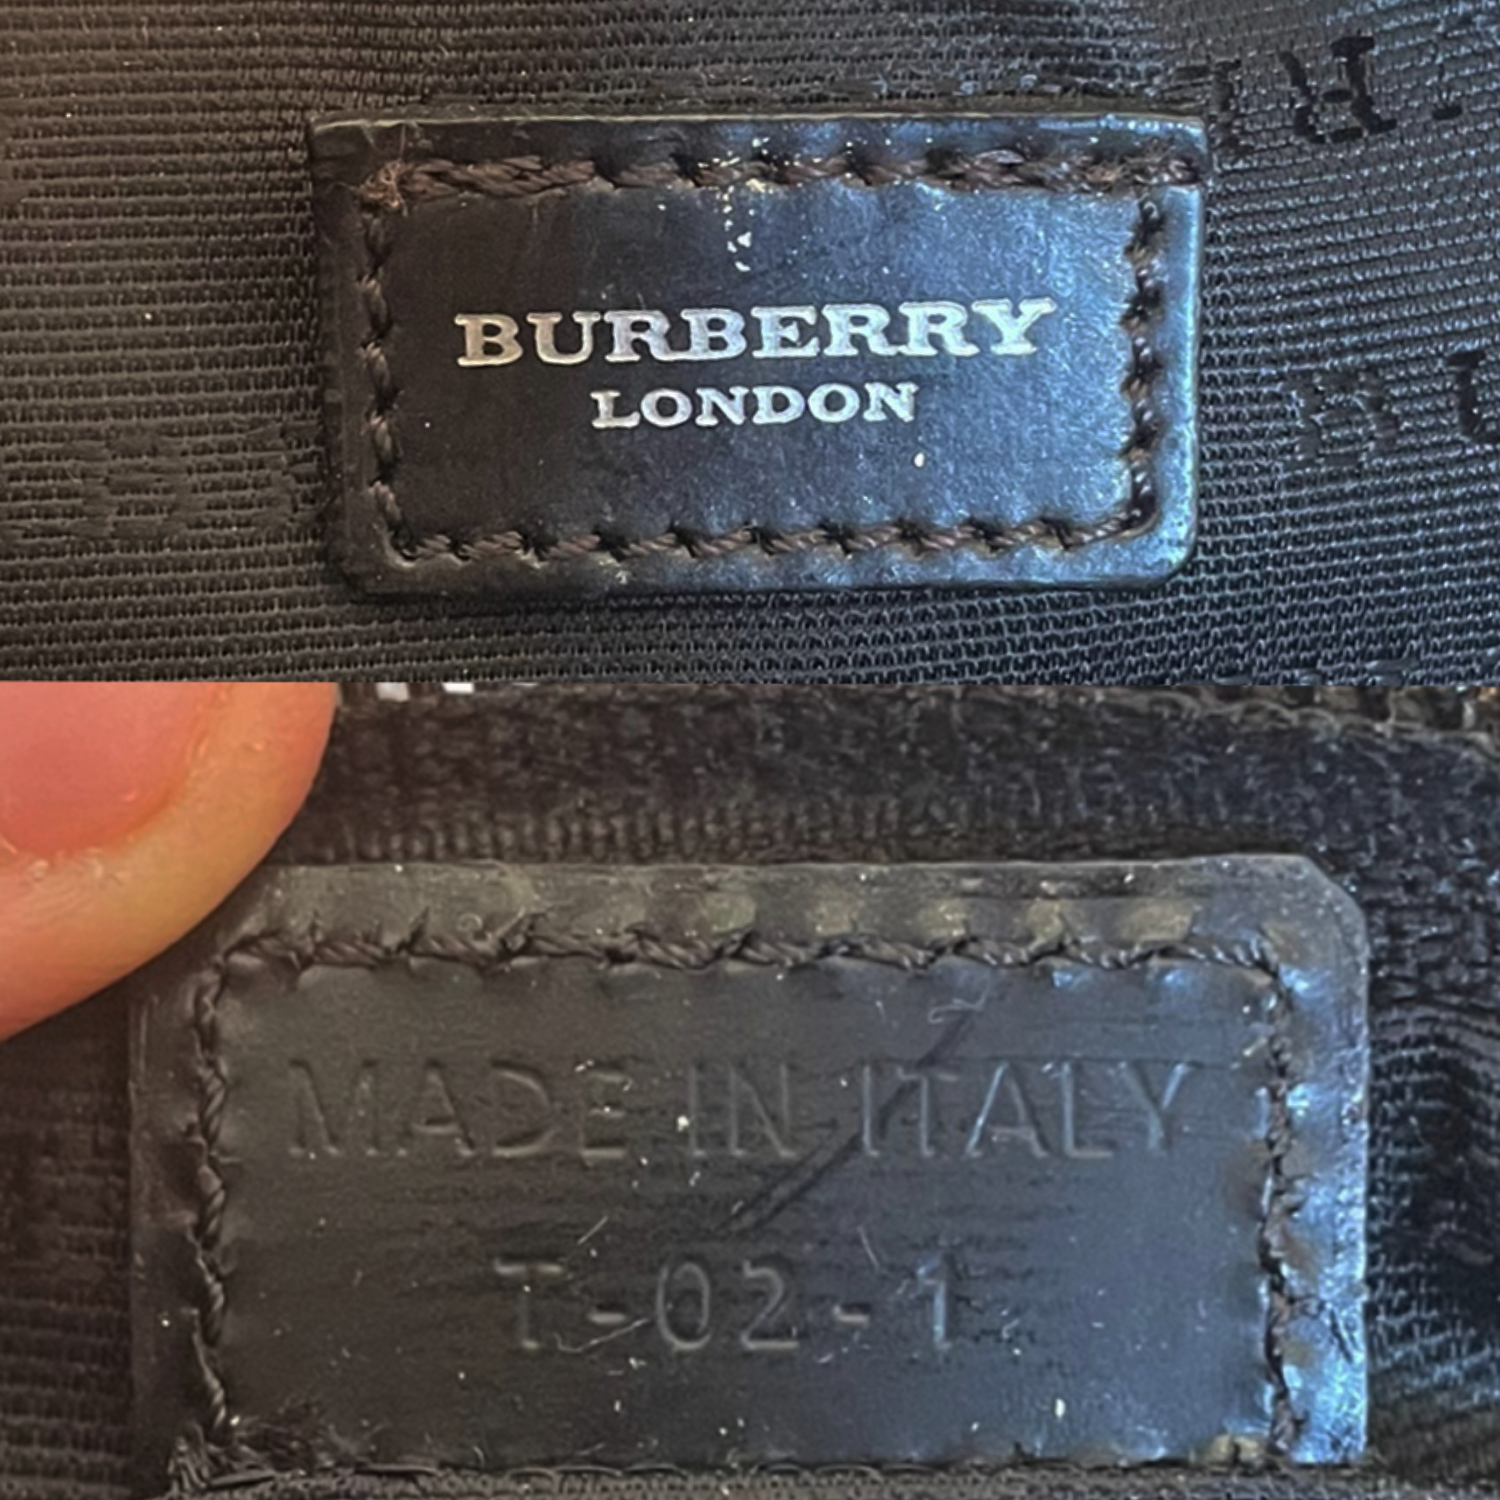 BURBERRY
LONDON
MADE IN ITALY
T-02-1